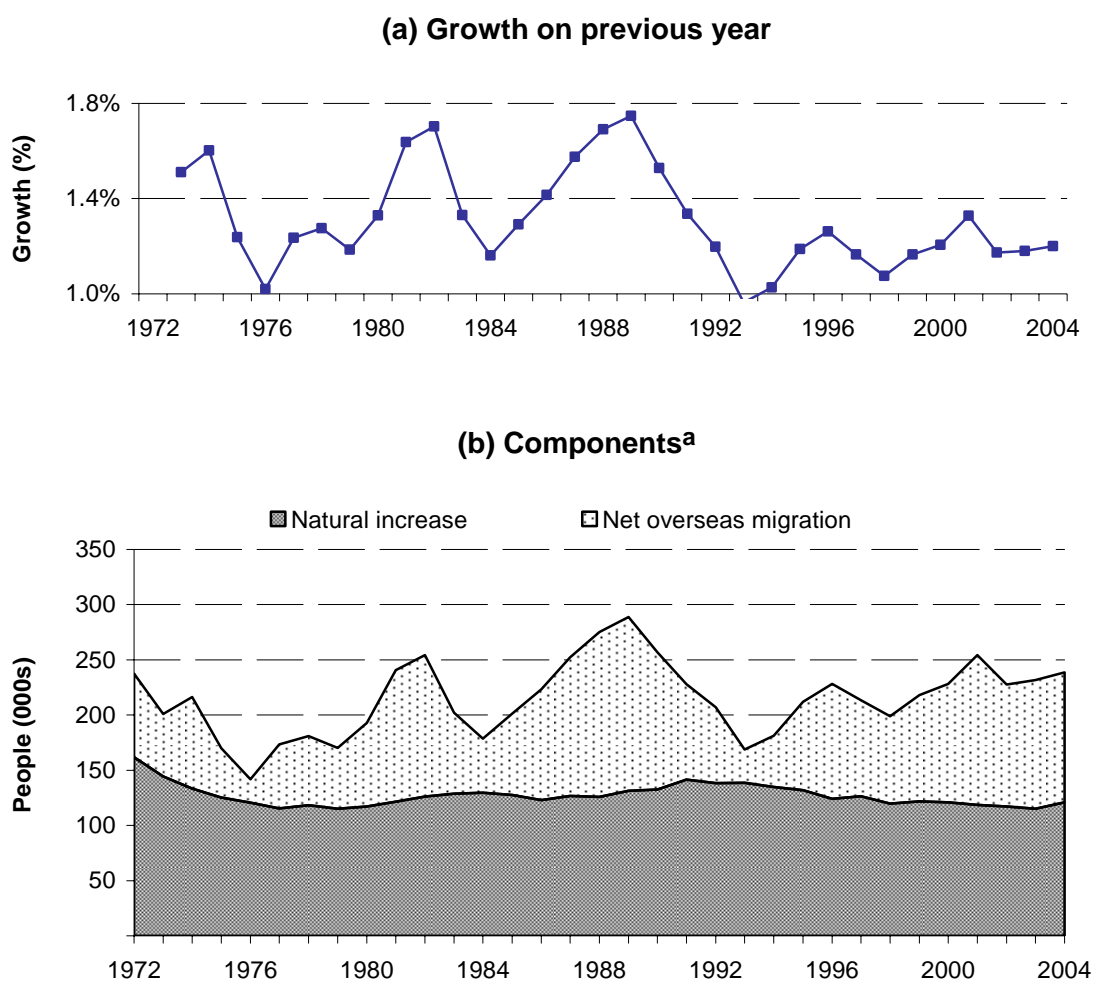 (a) Growth on previous year
Growth (%)
1.8%
1.4%
1.0%
1972 1976 1980 1984 1988 1992 1996 2000 2004
(b) Componentsa
Natural increase Net overseas migration
People (000s)
350
300
250
200
150
100
50
1972 1976 1980 1984 1988 1992 1996 2000 2004